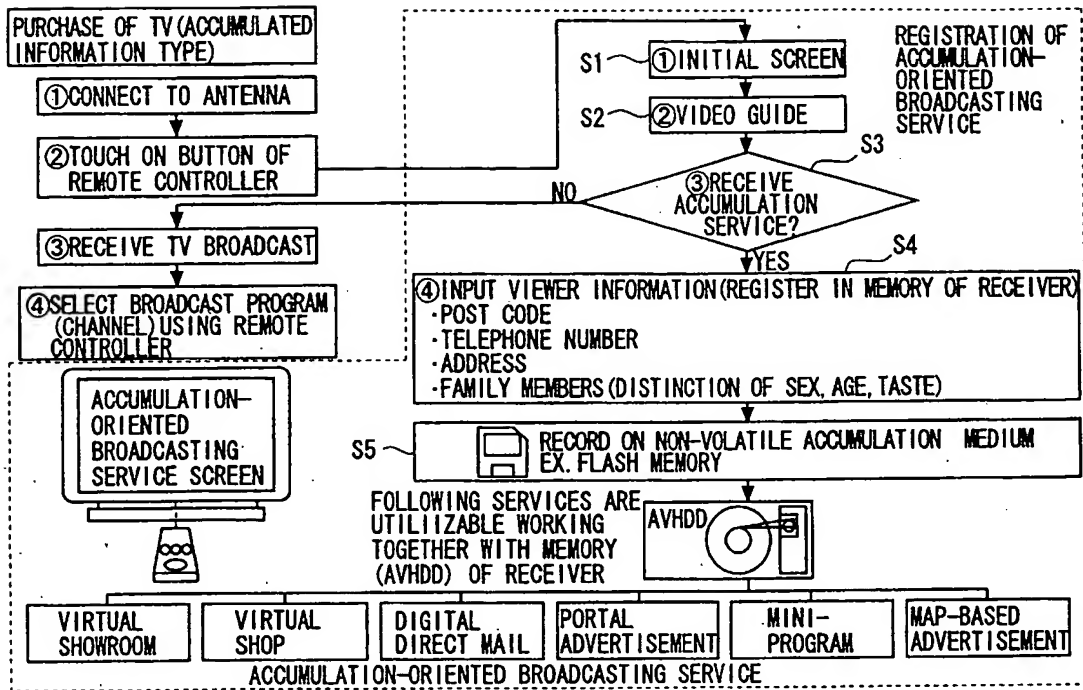 PURCHASE OF TV(ACCUMULATED
INFORMATION TYPE)
①CONNECT TO ANTENNA
②TOUCH ON BUTTON OF
REMOTE CONTROLLER
③RECEIVE TV BROADCAST
④SELECT BROADCAST PROGRAM
(CHANNEL)USING REMOTE
CONTROLLER
REGISTRATION OF
ACCUMULATION-
ORIENTED
BROADCASTING
SERVICE
S1
①INITIAL SCREEN
S2
②VIDEO GUIDE
S3
③RECEIVE
ACCUMULATION
SERVICE?
NO
YES
S4
④INPUT VIEWER INFORMATION(REGISTER IN MEMORY OF RECEIVER)
·POST CODE
·TELEPHONE NUMBER
·ADDRESS
·FAMILY MEMBERS(DISTINCTION OF SEX, AGE, TASTE)
S5
RECORD ON NON-VOLATILE ACCUMULATION MEDIUM
EX. FLASH MEMORY
ACCUMULATION-
ORIENTED
BROADCASTING
SERVICE SCREEN
FOLLOWING SERVICES ARE
UTILIIZABLE WORKING
TOGETHER WITH MEMORY
(AVHDD) OF RECEIVER
AVHDD
VIRTUAL
SHOWROOM
VIRTUAL
SHOP
DIGITAL
DIRECT MAIL
PORTAL
ADVERTISEMENT
MINI-
PROGRAM
MAP-BASED
ADVERTISEMENT
ACCUMULATION-ORIENTED BROADCASTING SERVICE